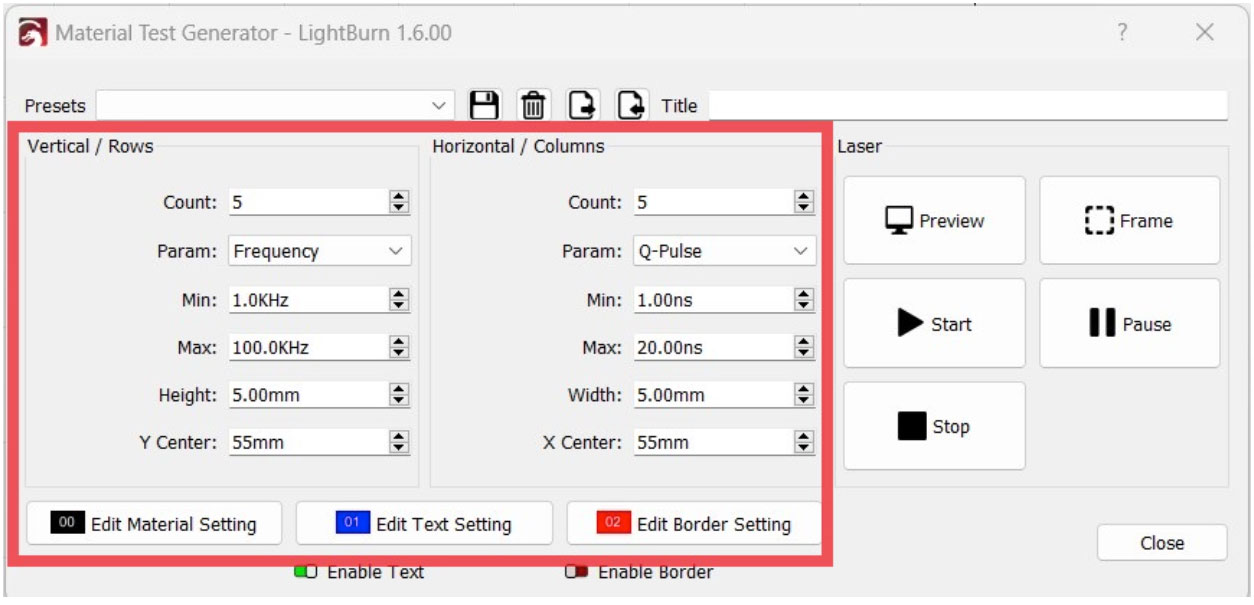 Material Test Generator - LightBurn 1.6.00
?
Presets
Title
Vertical / Rows
Count: 5
Param: Frequency
Min: 1.0KHz
Max: 100.0KHz
Height: 5.00mm
Y Center: 55mm
Horizontal / Columns
Count: 5
Param: Q-Pulse
Min: 1.00ns
Max: 20.00ns
Width: 5.00mm
X Center: 55mm
Laser
Preview
Frame
Start
Pause
Stop
00 Edit Material Setting
01 Edit Text Setting
02 Edit Border Setting
Close
Enable Text
Enable Border